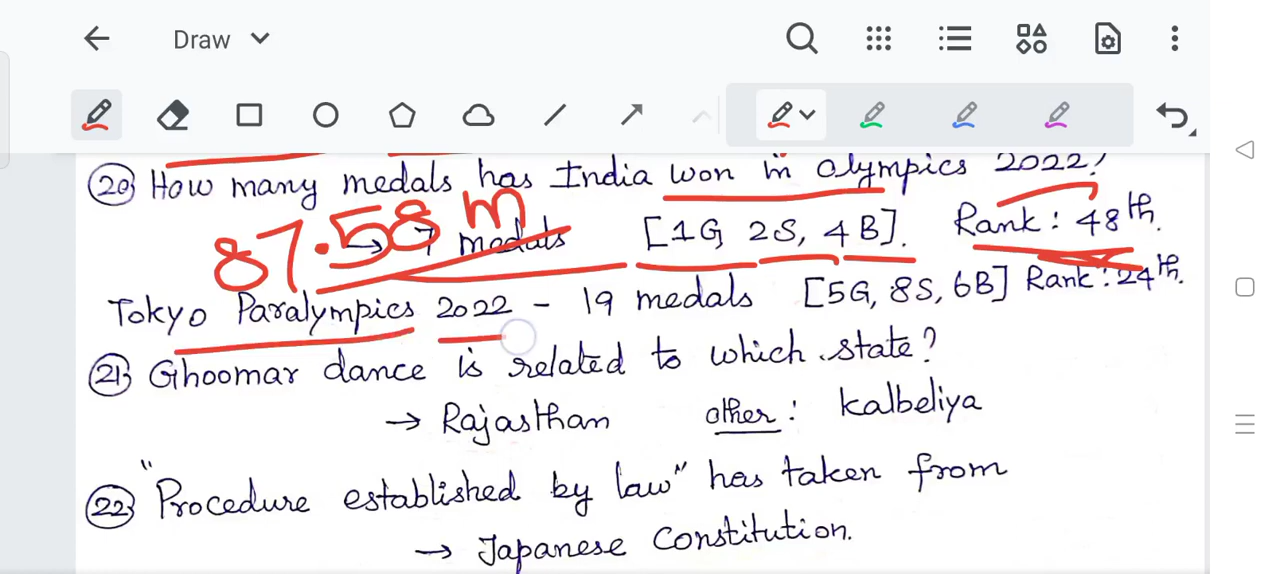 Draw
20 How many medals has India won in Olympics 2022?
87.58 m
→ 7 medals [1G, 2S, 4B]. Rank : 48th.
Tokyo Paralympics 2022 - 19 medals [5G, 8S, 6B] Rank : 24th.
21 Ghoomar dance is related to which state?
→ Rajasthan other : Kalbeliya
22 "Procedure established by law" has taken from
→ Japanese Constitution.